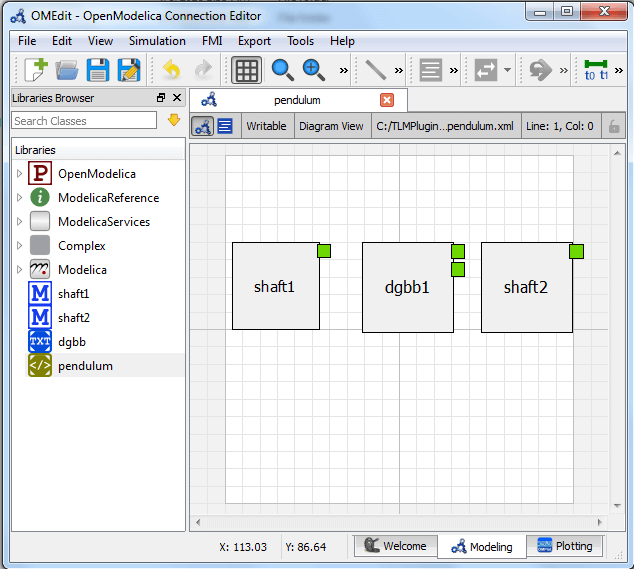 OMEdit - OpenModelica Connection Editor
File Edit View Simulation FMI Export Tools Help
t0 t1
Libraries Browser
pendulum
Search Classes
Writable Diagram View C:/TLMPlugin...pendulum.xml Line: 1, Col: 0
Libraries
P OpenModelica
i ModelicaReference
ModelicaServices
Complex
m Modelica
M shaft1
M shaft2
TXT dgbb
</> pendulum
shaft1 dgbb1 shaft2
X: 113.03 Y: 86.64 Welcome Modeling Plotting